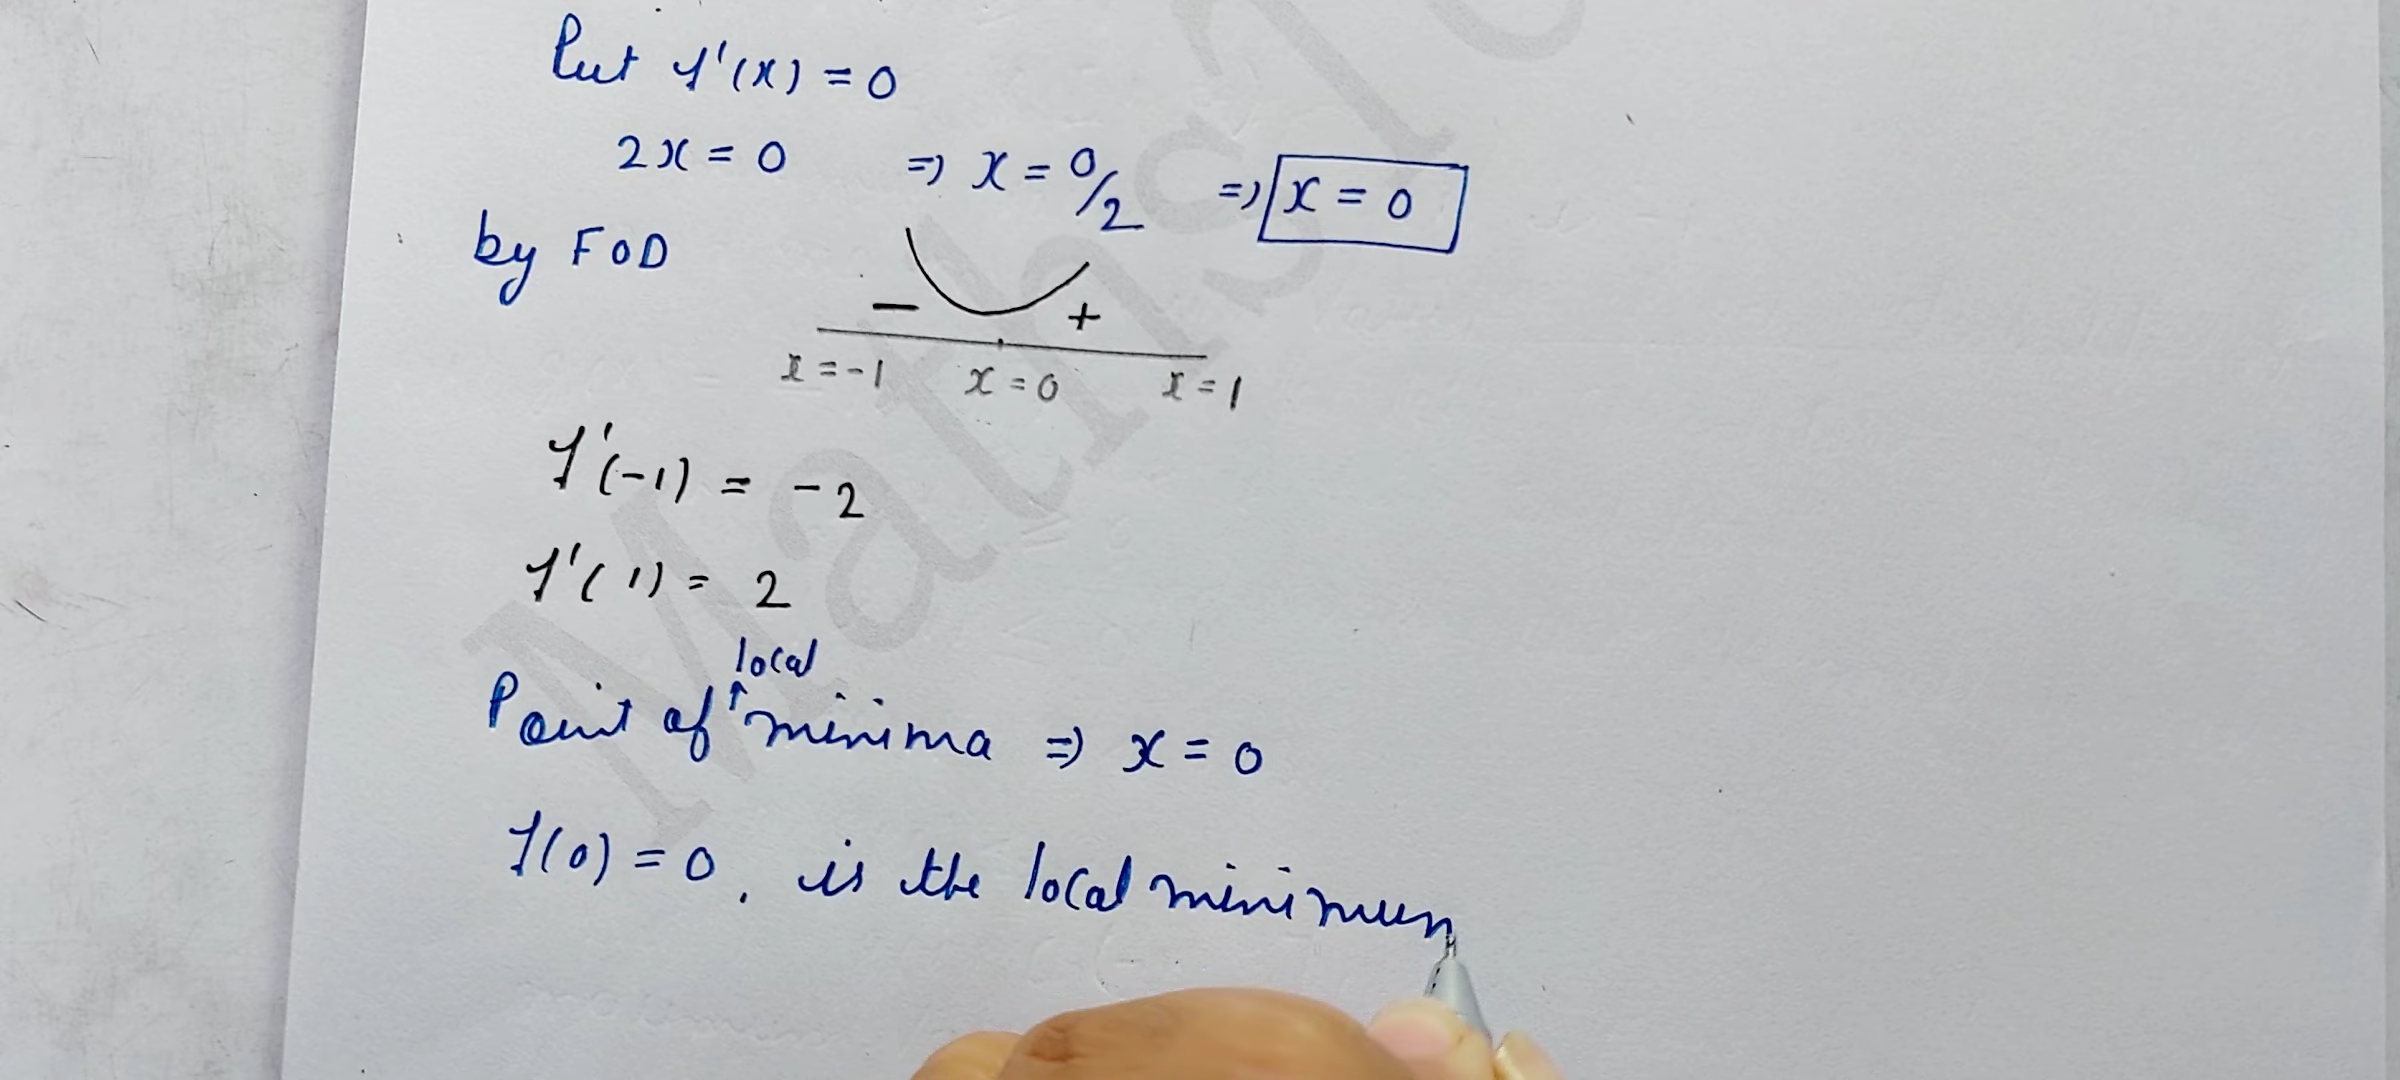 Put f'(x) = 0
2x = 0 => x = 0/2 => x = 0
by FOD
- +
x = -1 x = 0 x = 1
f'(-1) = -2
f'(1) = 2
local
Point of minima => x = 0
f(0) = 0, is the local minimum
Maths